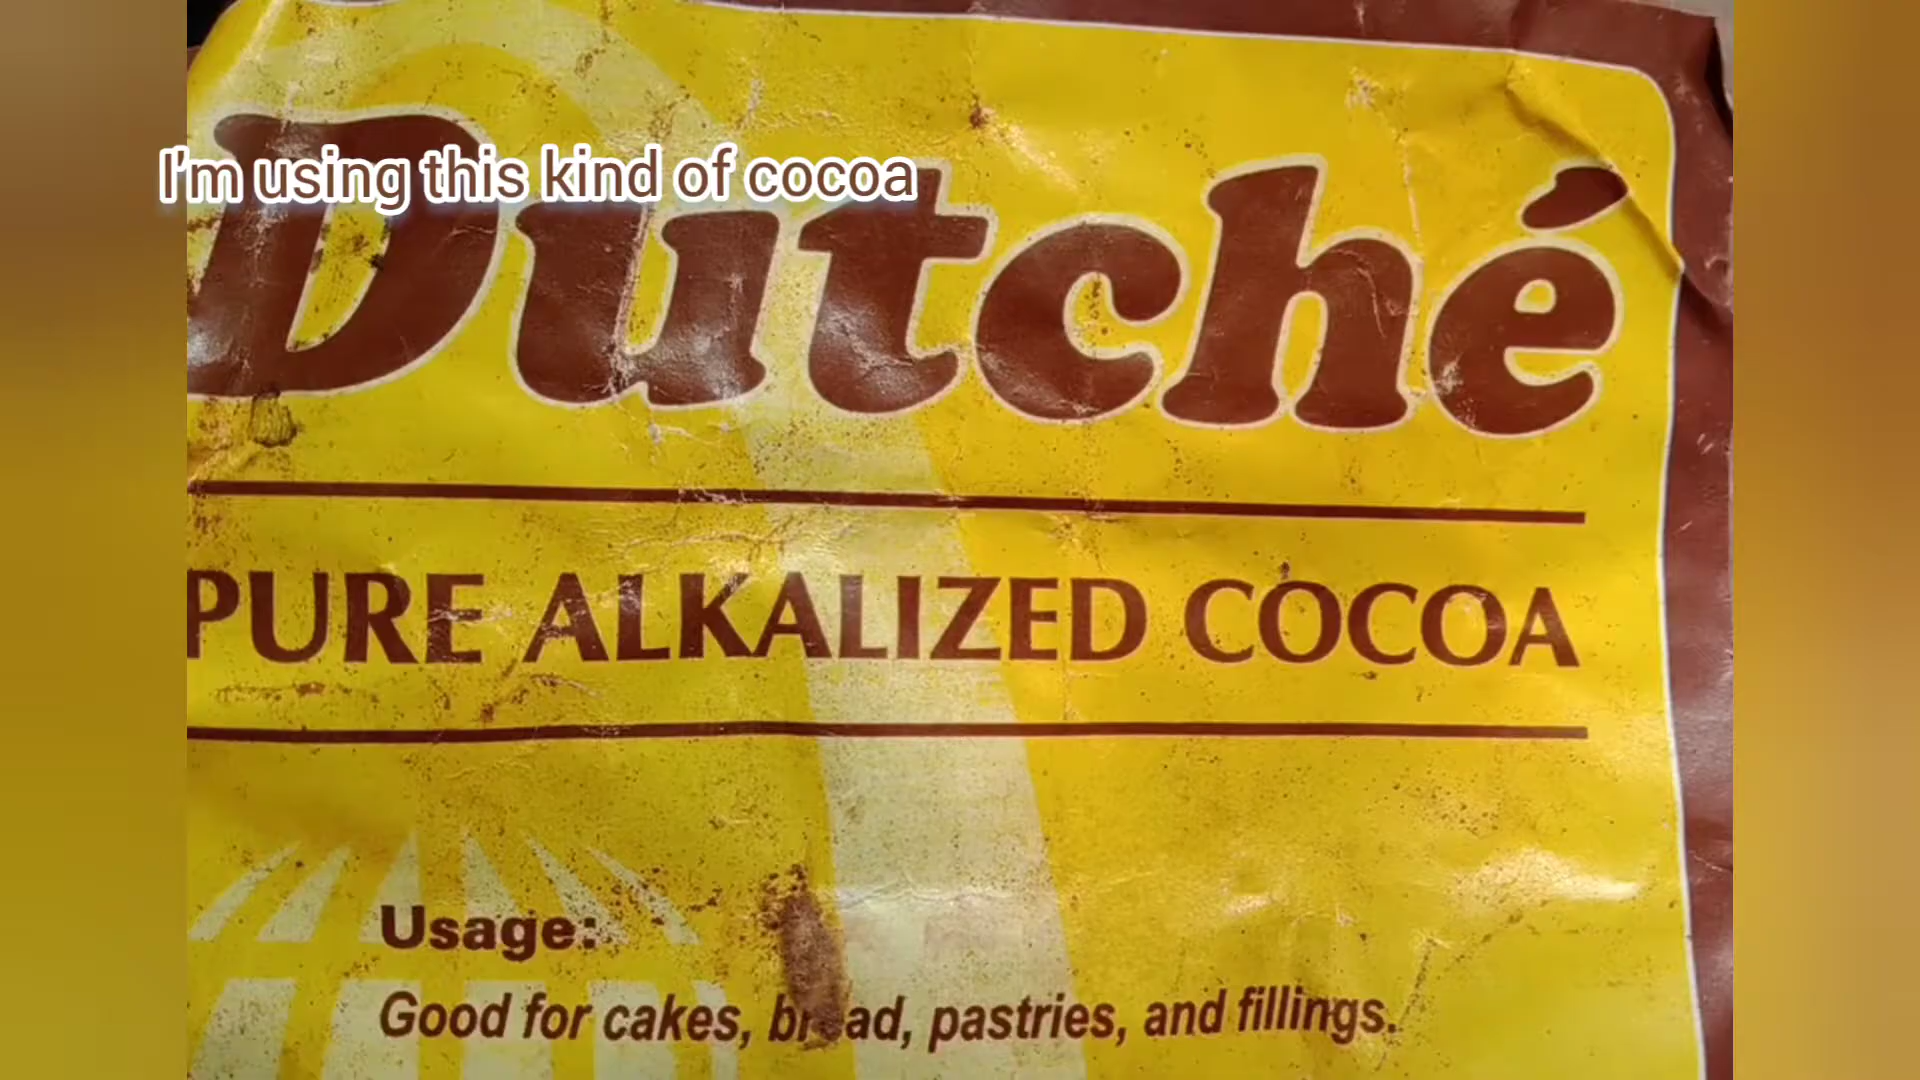 I'm using this kind of cocoa
Dutché
PURE ALKALIZED COCOA
Usage:
Good for cakes, bread, pastries, and fillings.